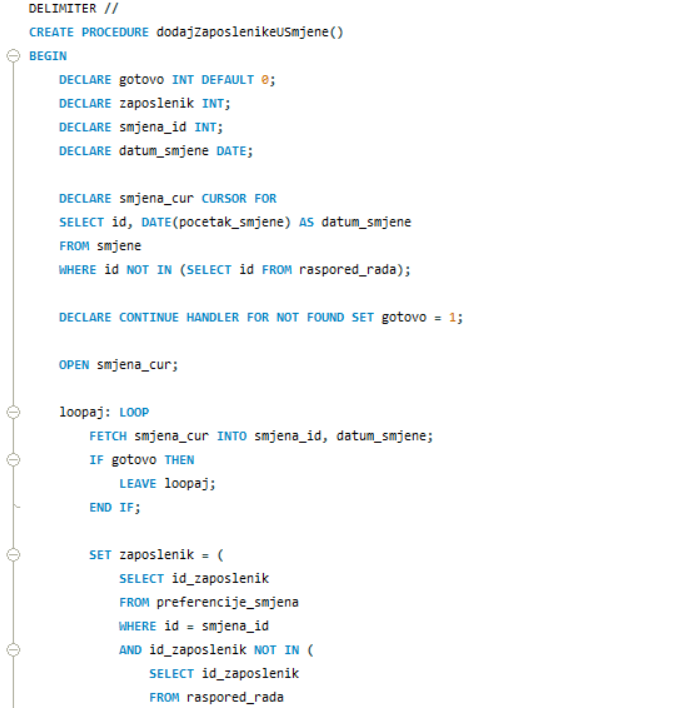 DELIMITER //
CREATE PROCEDURE dodajZaposlenikeUSmjene()
BEGIN
DECLARE gotovo INT DEFAULT 0;
DECLARE zaposlenik INT;
DECLARE smjena_id INT;
DECLARE datum_smjene DATE;
DECLARE smjena_cur CURSOR FOR
SELECT id, DATE(pocetak_smjene) AS datum_smjene
FROM smjene
WHERE id NOT IN (SELECT id FROM raspored_rada);
DECLARE CONTINUE HANDLER FOR NOT FOUND SET gotovo = 1;
OPEN smjena_cur;
loopaj: LOOP
FETCH smjena_cur INTO smjena_id, datum_smjene;
IF gotovo THEN
LEAVE loopaj;
END IF;
SET zaposlenik = (
SELECT id_zaposlenik
FROM preferencije_smjena
WHERE id = smjena_id
AND id_zaposlenik NOT IN (
SELECT id_zaposlenik
FROM raspored_rada